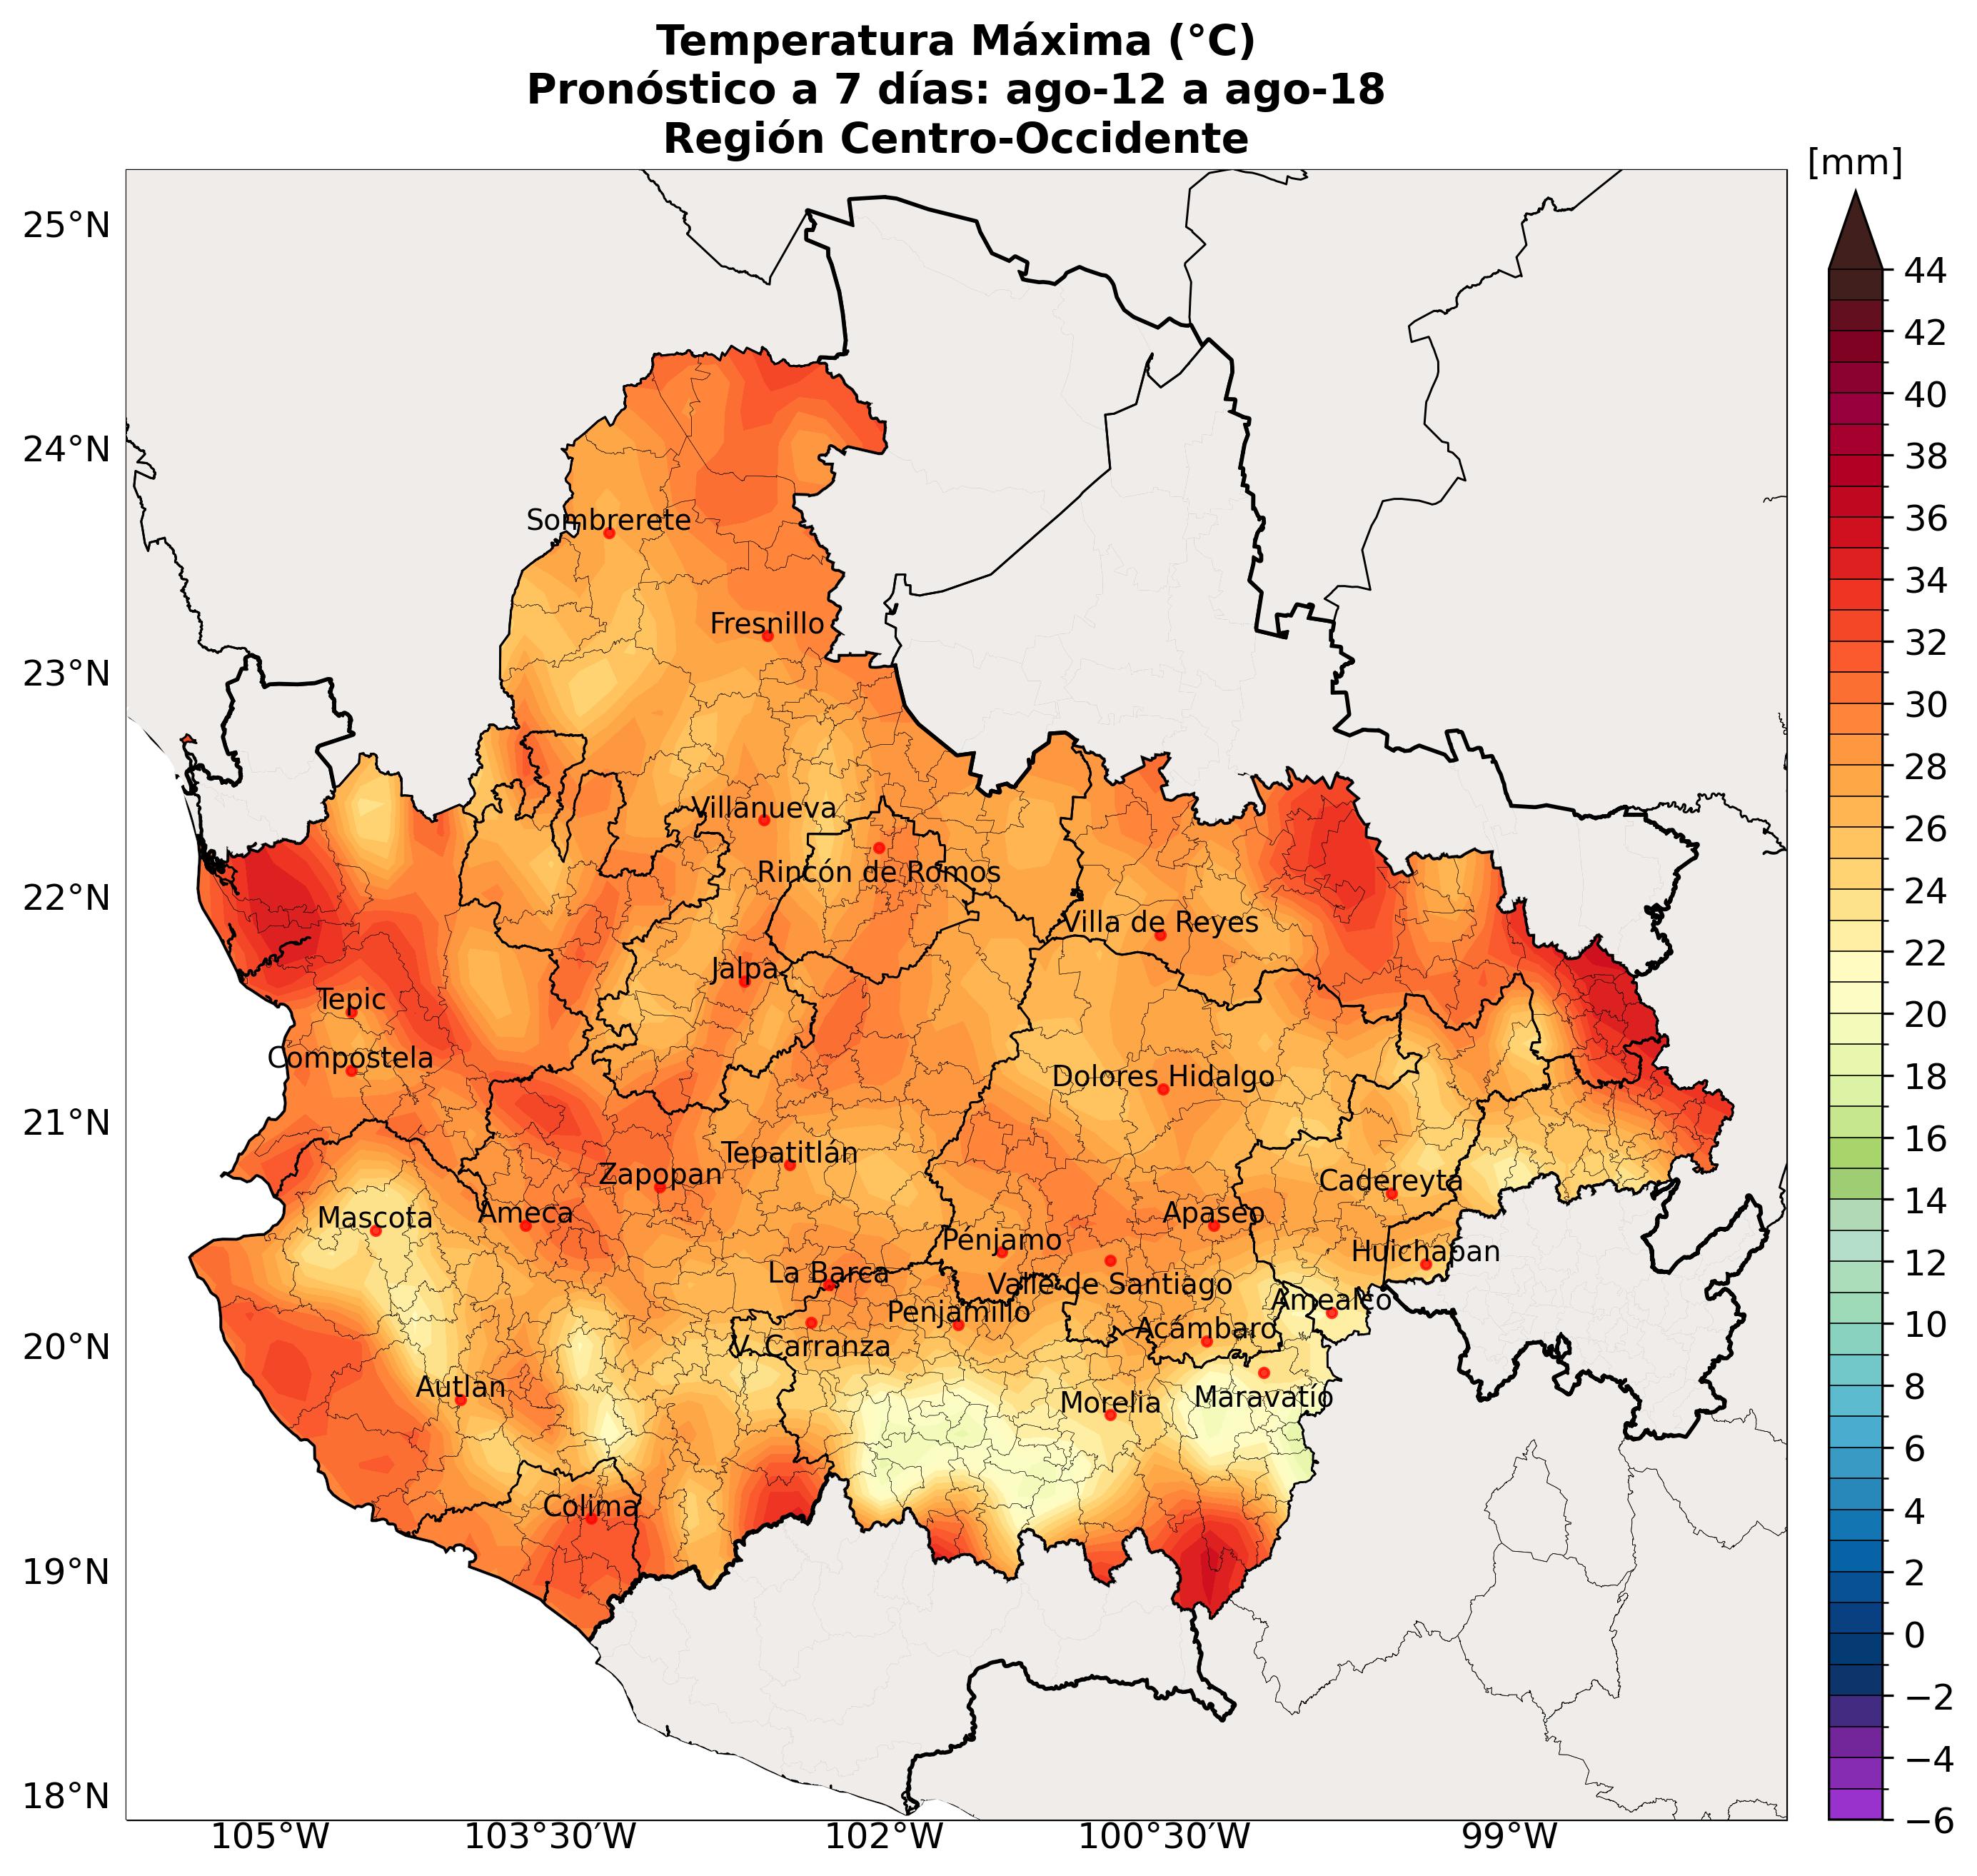 Temperatura Máxima (°C)
Pronóstico a 7 días: ago-12 a ago-18
Región Centro-Occidente
[mm]
25°N
24°N
23°N
22°N
21°N
20°N
19°N
18°N
Sombrerete
Fresnillo
Villanueva
Rincón de Romos
Villa de Reyes
Jalpa
Tepic
Compostela
Dolores Hidalgo
Tepatitlán
Zapopan
Cadereyta
Mascota
Ameca
Apaseo
Pénjamo
Huichapan
La Barca
Valle de Santiago
Amealco
Penjamillo
Acámbaro
V. Carranza
Autlan
Morelia
Maravatío
Colima
105°W
103°30′W
102°W
100°30′W
99°W
44
42
40
38
36
34
32
30
28
26
24
22
20
18
16
14
12
10
8
6
4
2
0
−2
−4
−6